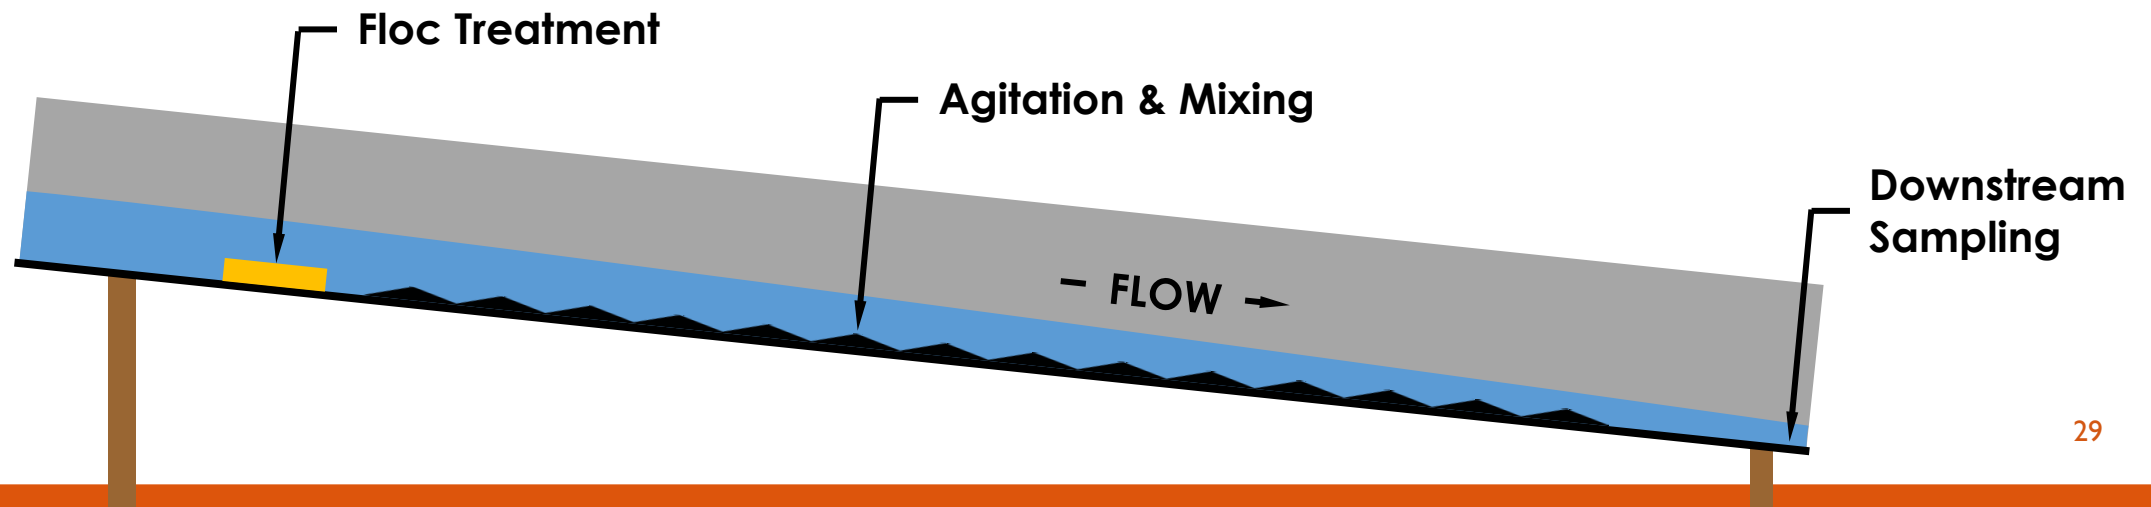 Floc Treatment
Agitation & Mixing
Downstream
Sampling
FLOW
29